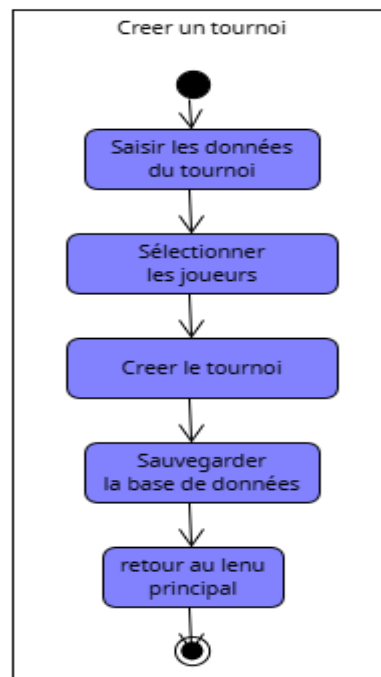 Creer un tournoi
Saisir les données
du tournoi
Sélectionner
les joueurs
Creer le tournoi
Sauvegarder
la base de données
retour au lenu
principal